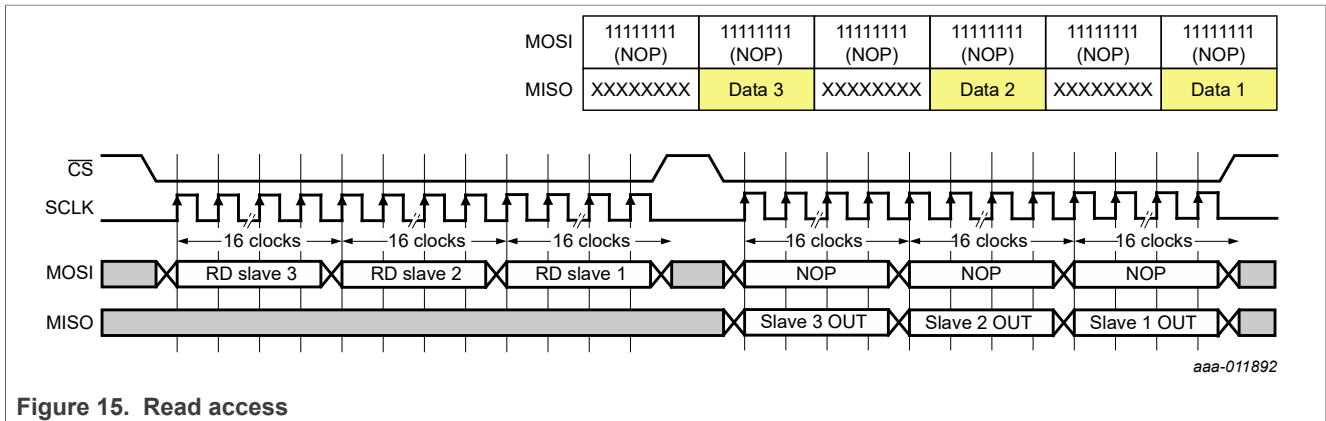 MOSI 11111111 11111111 11111111 11111111 11111111 11111111
(NOP) (NOP) (NOP) (NOP) (NOP) (NOP)
MISO XXXXXXXX Data 3 XXXXXXXX Data 2 XXXXXXXX Data 1
CS
SCLK
16 clocks 16 clocks 16 clocks 16 clocks 16 clocks 16 clocks
MOSI RD slave 3 RD slave 2 RD slave 1 NOP NOP NOP
MISO Slave 3 OUT Slave 2 OUT Slave 1 OUT
aaa-011892
Figure 15. Read access